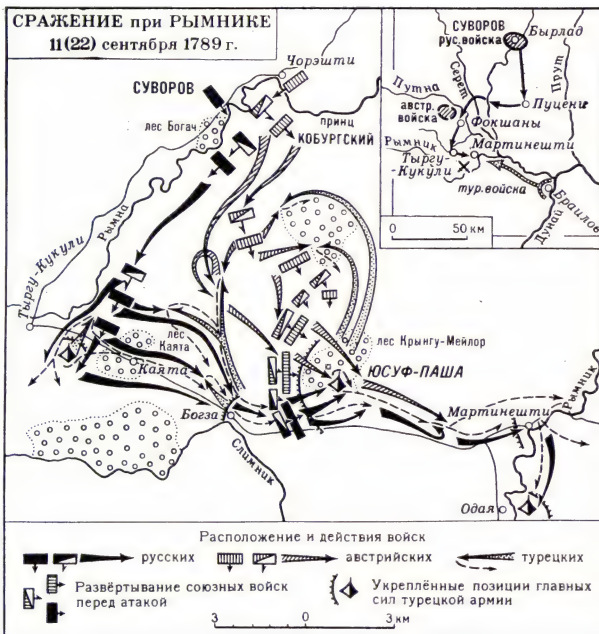 СРАЖЕНИЕ при РЫМНИКЕ
11(22) сентября 1789 г.
Чорэшти
СУВОРОВ
принц
КОБУРГСКИЙ
лес Богач
Рымна
Тыргу-Кукули
лес
Каята
Каята
Богза
Слимник
лес Крынгу-Мейлор
ЮСУФ-ПАША
Мартинешти
Рымник
Одая
СУВОРОВ
рус.войска
Бырлад
Прут
Серет
Путна
австр.
войска
Пуцени
Фокшаны
Рымник
Мартинешти
Тыргу-
Кукули
тур.войска
Браилов
Дунай
0 50 км
Расположение и действия войск
русских
австрийских
турецких
Развёртывание союзных войск
перед атакой
Укреплённые позиции главных
сил турецкой армии
3 0 3 км